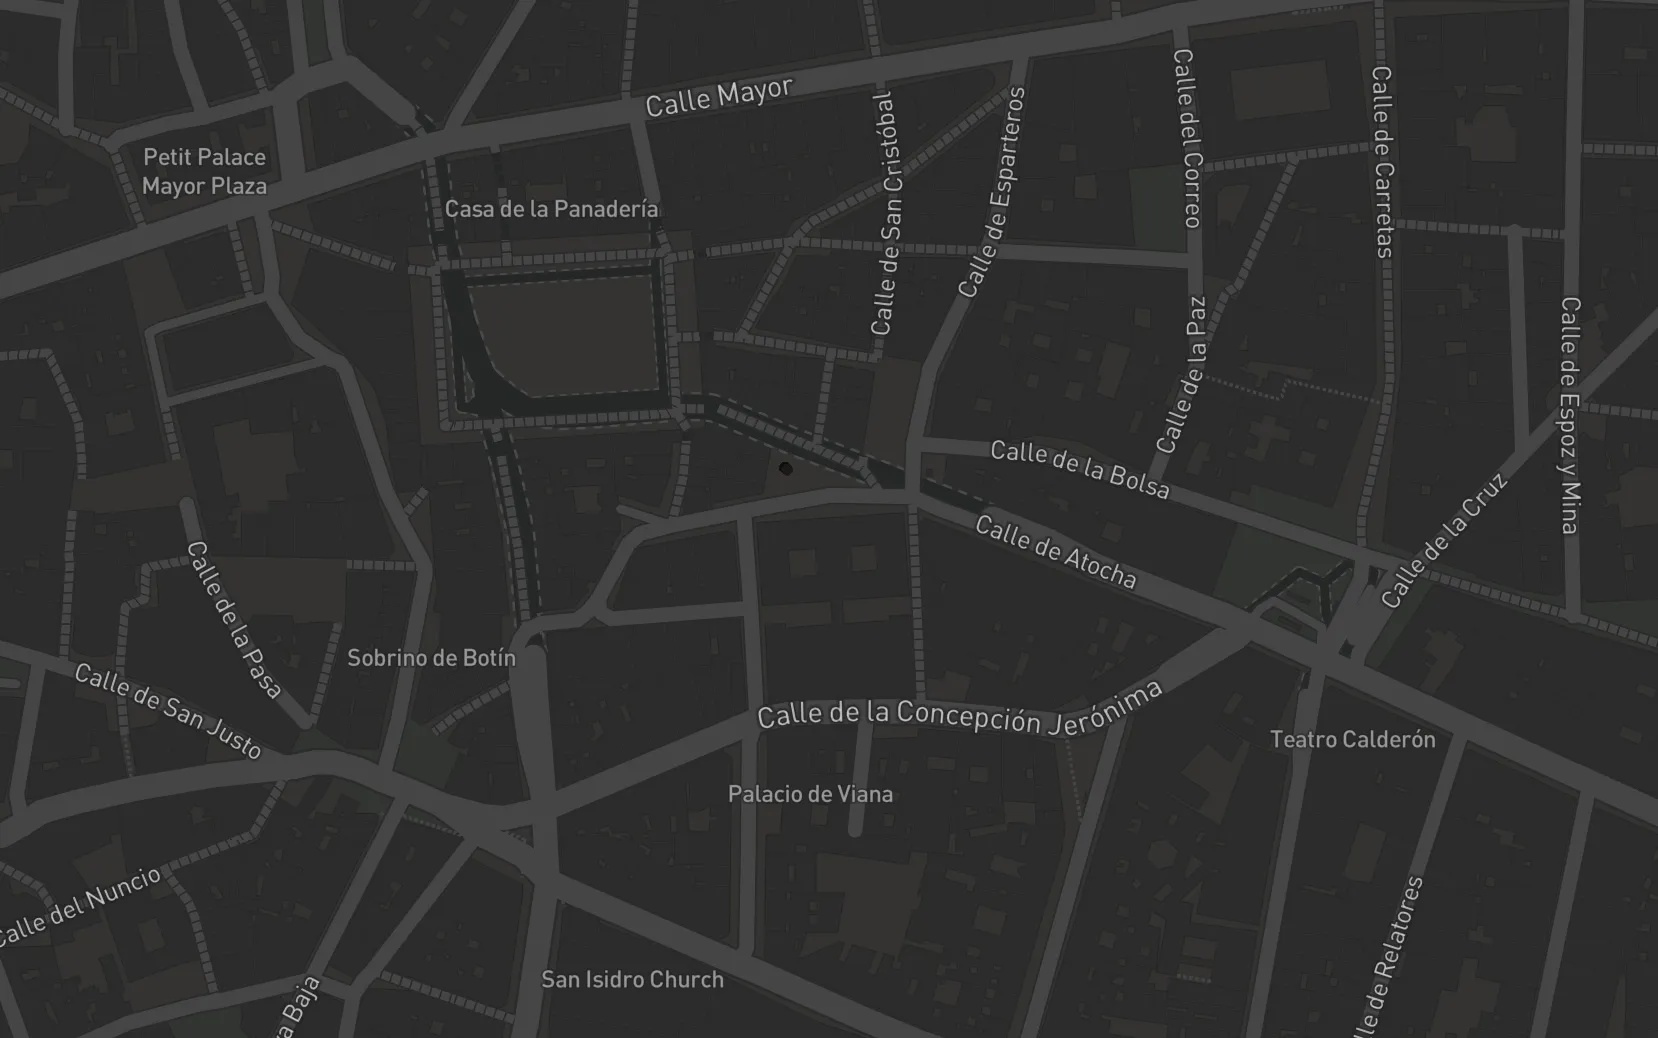 Calle Mayor
Petit Palace
Mayor Plaza
Casa de la Panadería
Calle de San Cristóbal
Calle de Esparteros
Calle del Correo
Calle de Carretas
Calle de la Paz
Calle de Espoz y Mina
Calle de la Bolsa
Calle de Atocha
Calle de la Cruz
Calle de la Pasa
Sobrino de Botín
Calle de San Justo
Calle de la Concepción Jerónima
Teatro Calderón
Palacio de Viana
Calle del Nuncio
San Isidro Church
va Baja
lle de Relatores